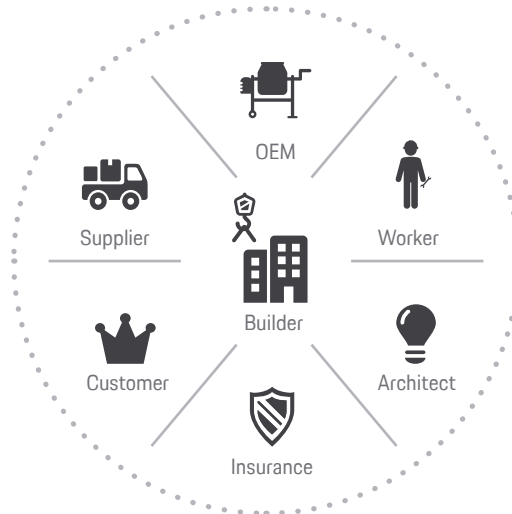 OEM
Supplier
Worker
Builder
Customer
Architect
Insurance